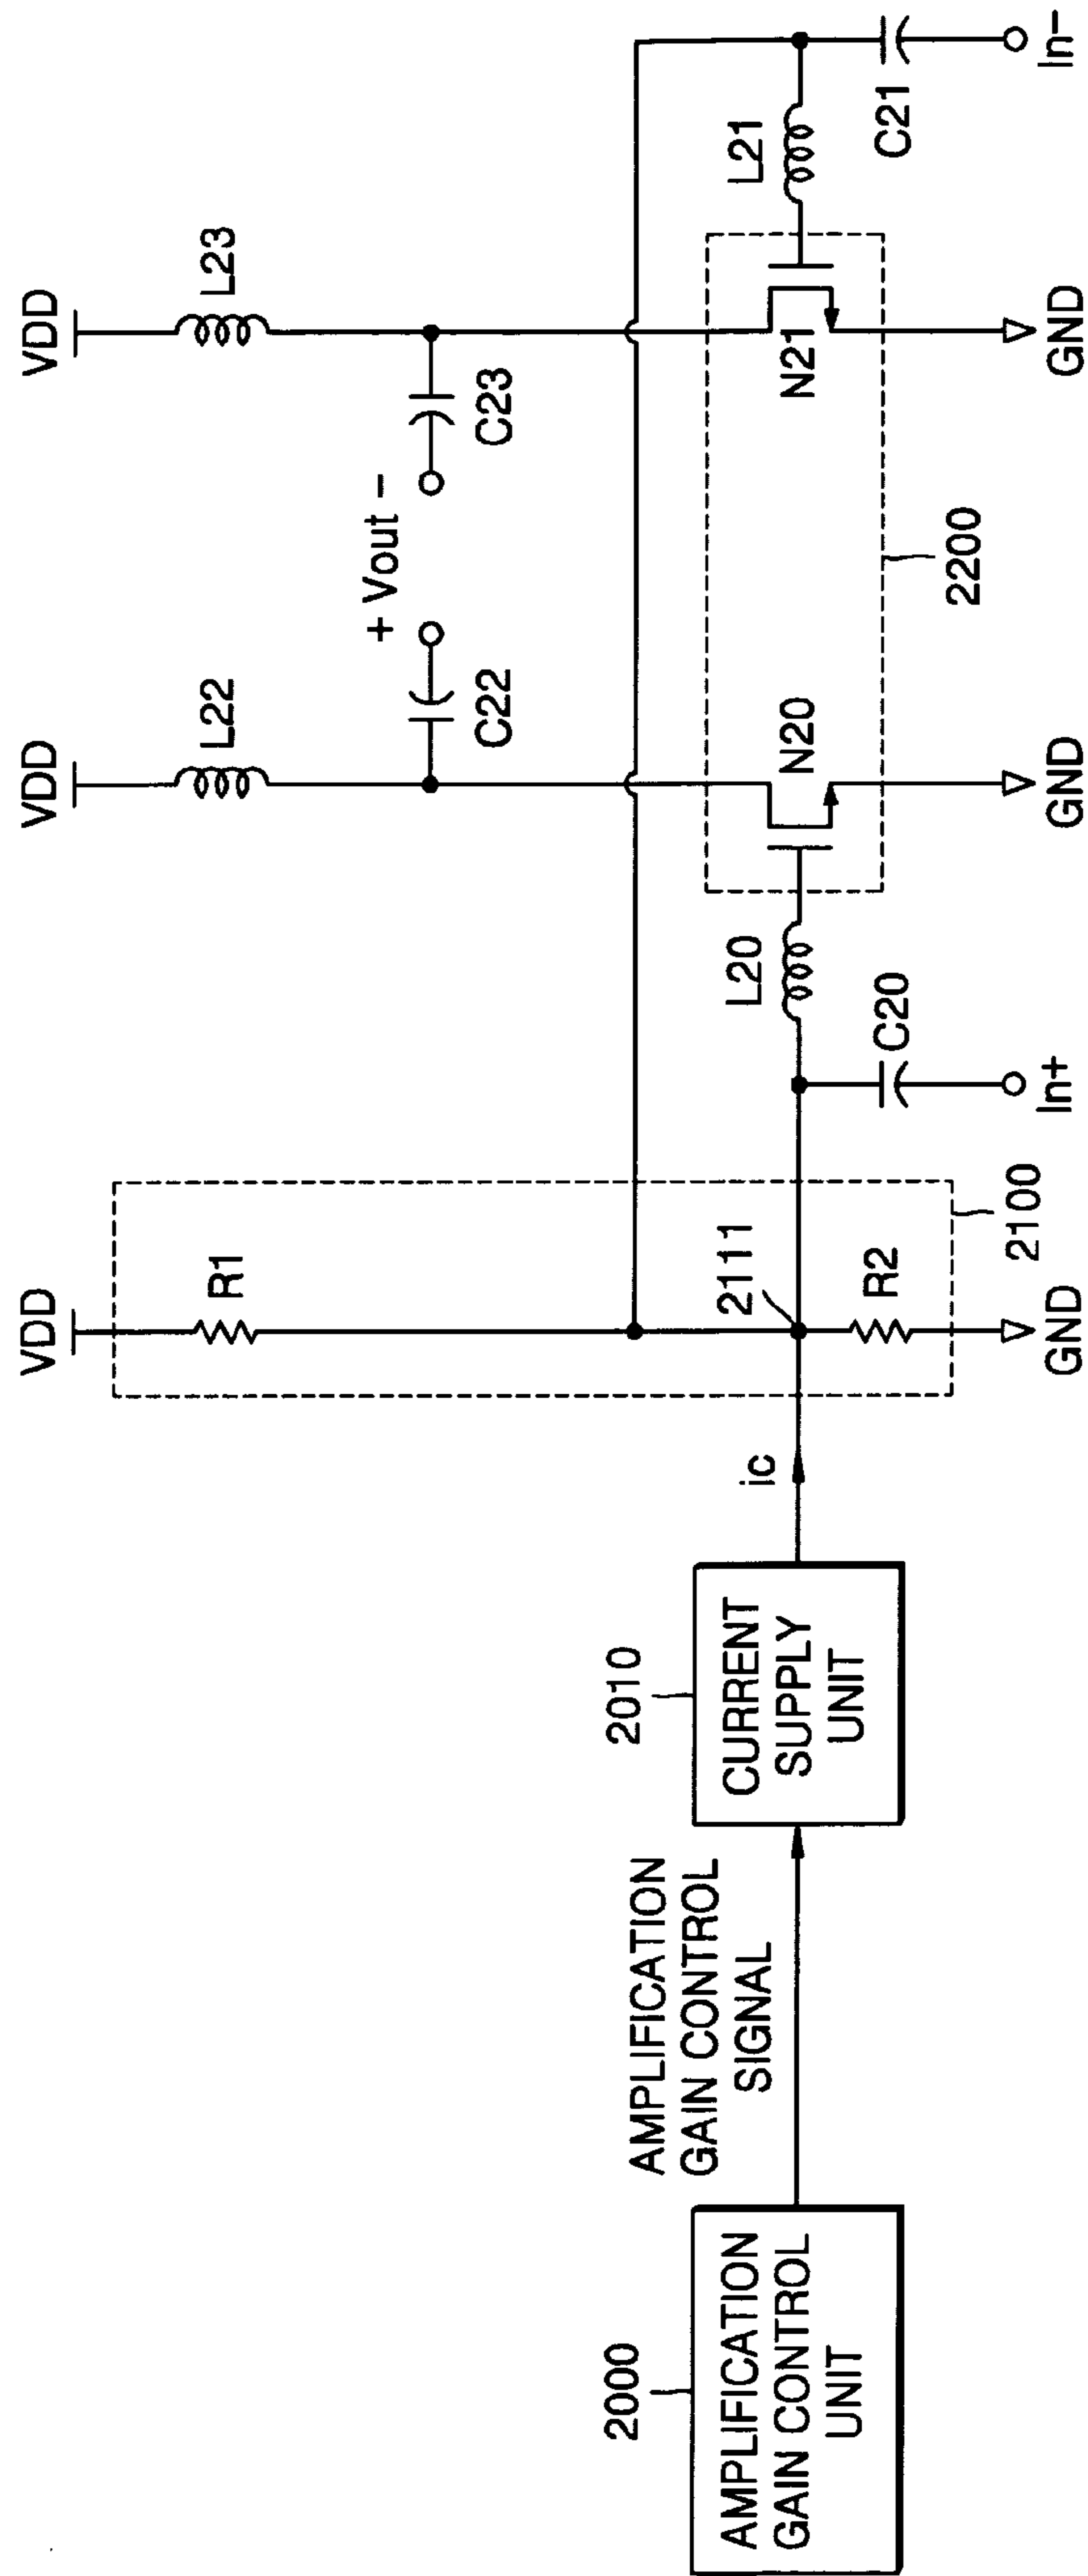 VDD
VDD
VDD
R1
L22
L23
+ Vout −
C22
C23
AMPLIFICATION
GAIN CONTROL
SIGNAL
2000
2010
2111
AMPLIFICATION
GAIN CONTROL
UNIT
CURRENT
SUPPLY
UNIT
ic
R2
L20
C20
N20
N21
L21
C21
2100
In+
2200
In−
GND
GND
GND